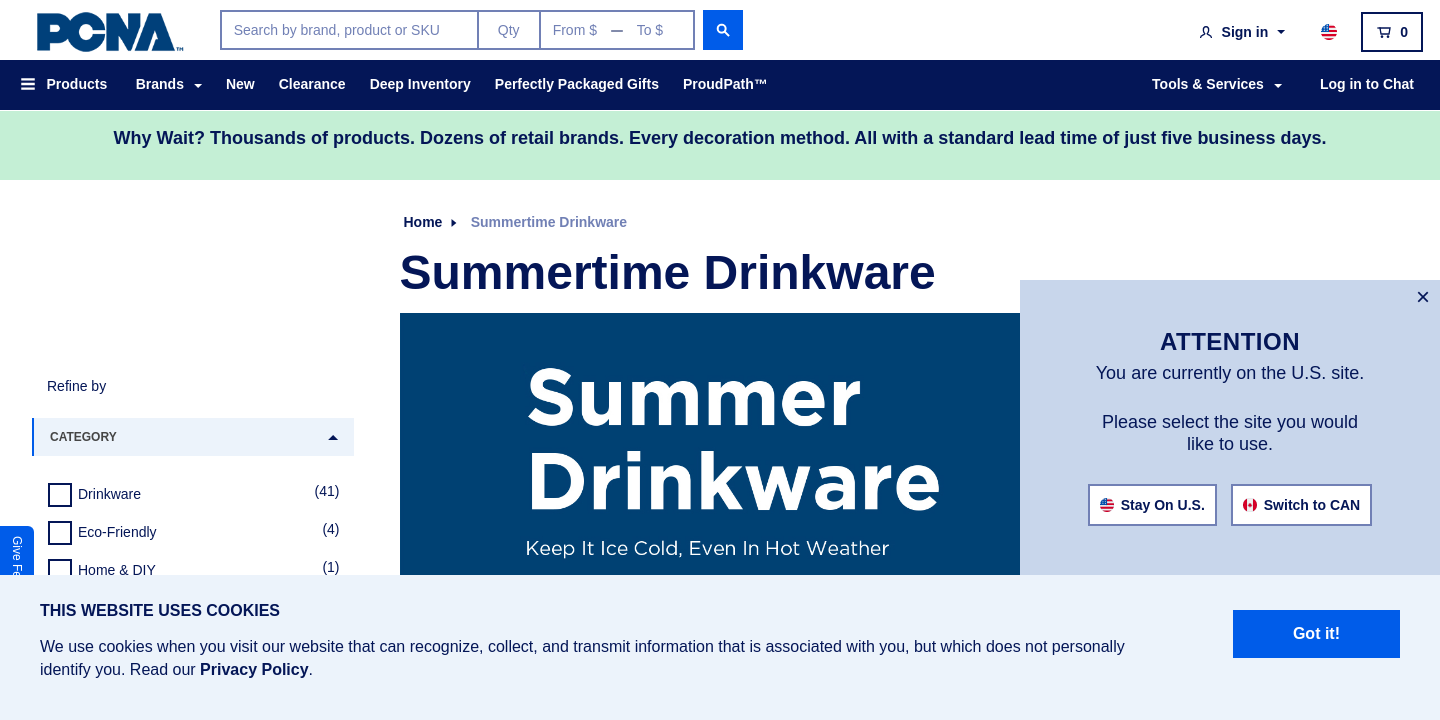 PCNA™
Search by brand, product or SKU
Qty
From $ — To $
Sign in
0
Products
Brands
New
Clearance
Deep Inventory
Perfectly Packaged Gifts
ProudPath™
Tools & Services
Log in to Chat
Why Wait? Thousands of products. Dozens of retail brands. Every decoration method. All with a standard lead time of just five business days.
Home
Summertime Drinkware
Summertime Drinkware
Refine by
CATEGORY
Drinkware (41)
Eco-Friendly (4)
Home & DIY (1)
Give
Summer
Drinkware
Keep It Ice Cold, Even In Hot Weather
×
ATTENTION
You are currently on the U.S. site.
Please select the site you would
like to use.
Stay On U.S.
Switch to CAN
THIS WEBSITE USES COOKIES
We use cookies when you visit our website that can recognize, collect, and transmit information that is associated with you, but which does not personally
identify you. Read our Privacy Policy.
Got it!